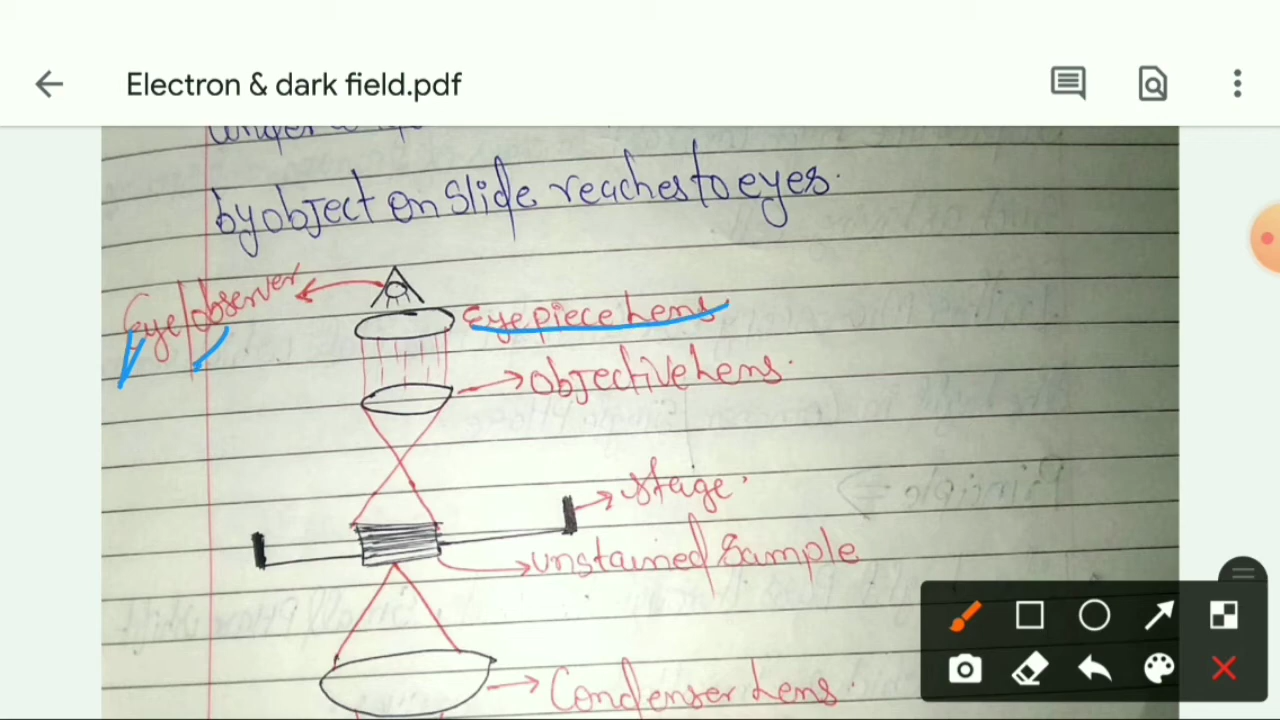 Electron & dark field.pdf
by object on slide reaches to eyes.
Eye/observer
Eyepiece Lens
Objective Lens.
Stage.
unstained Sample
Condenser Lens.